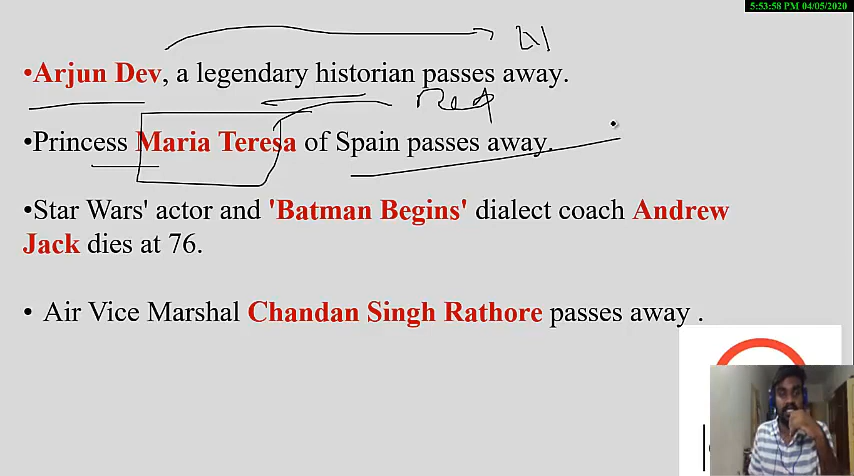 5:53:58 PM 04/05/2020
•Arjun Dev, a legendary historian passes away.
•Princess Maria Teresa of Spain passes away.
•Star Wars' actor and 'Batman Begins' dialect coach Andrew
Jack dies at 76.
• Air Vice Marshal Chandan Singh Rathore passes away .